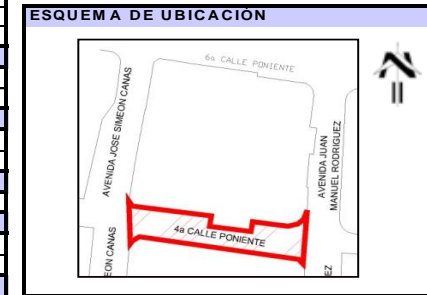 ESQUEMA DE UBICACIÓN
6a CALLE PONIENTE
AVENIDA JOSE SIMEON CANAS
AVENIDA JUAN
MANUEL RODRIGUEZ
4a CALLE PONIENTE
EON CANAS
EZ